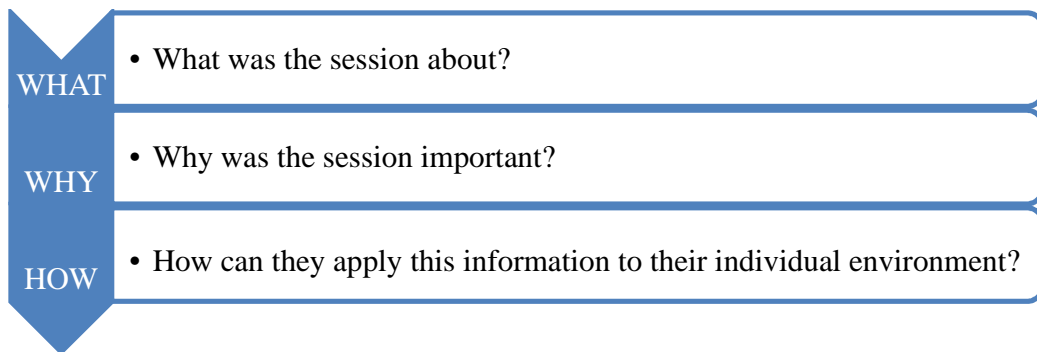 WHAT
• What was the session about?
WHY
• Why was the session important?
HOW
• How can they apply this information to their individual environment?